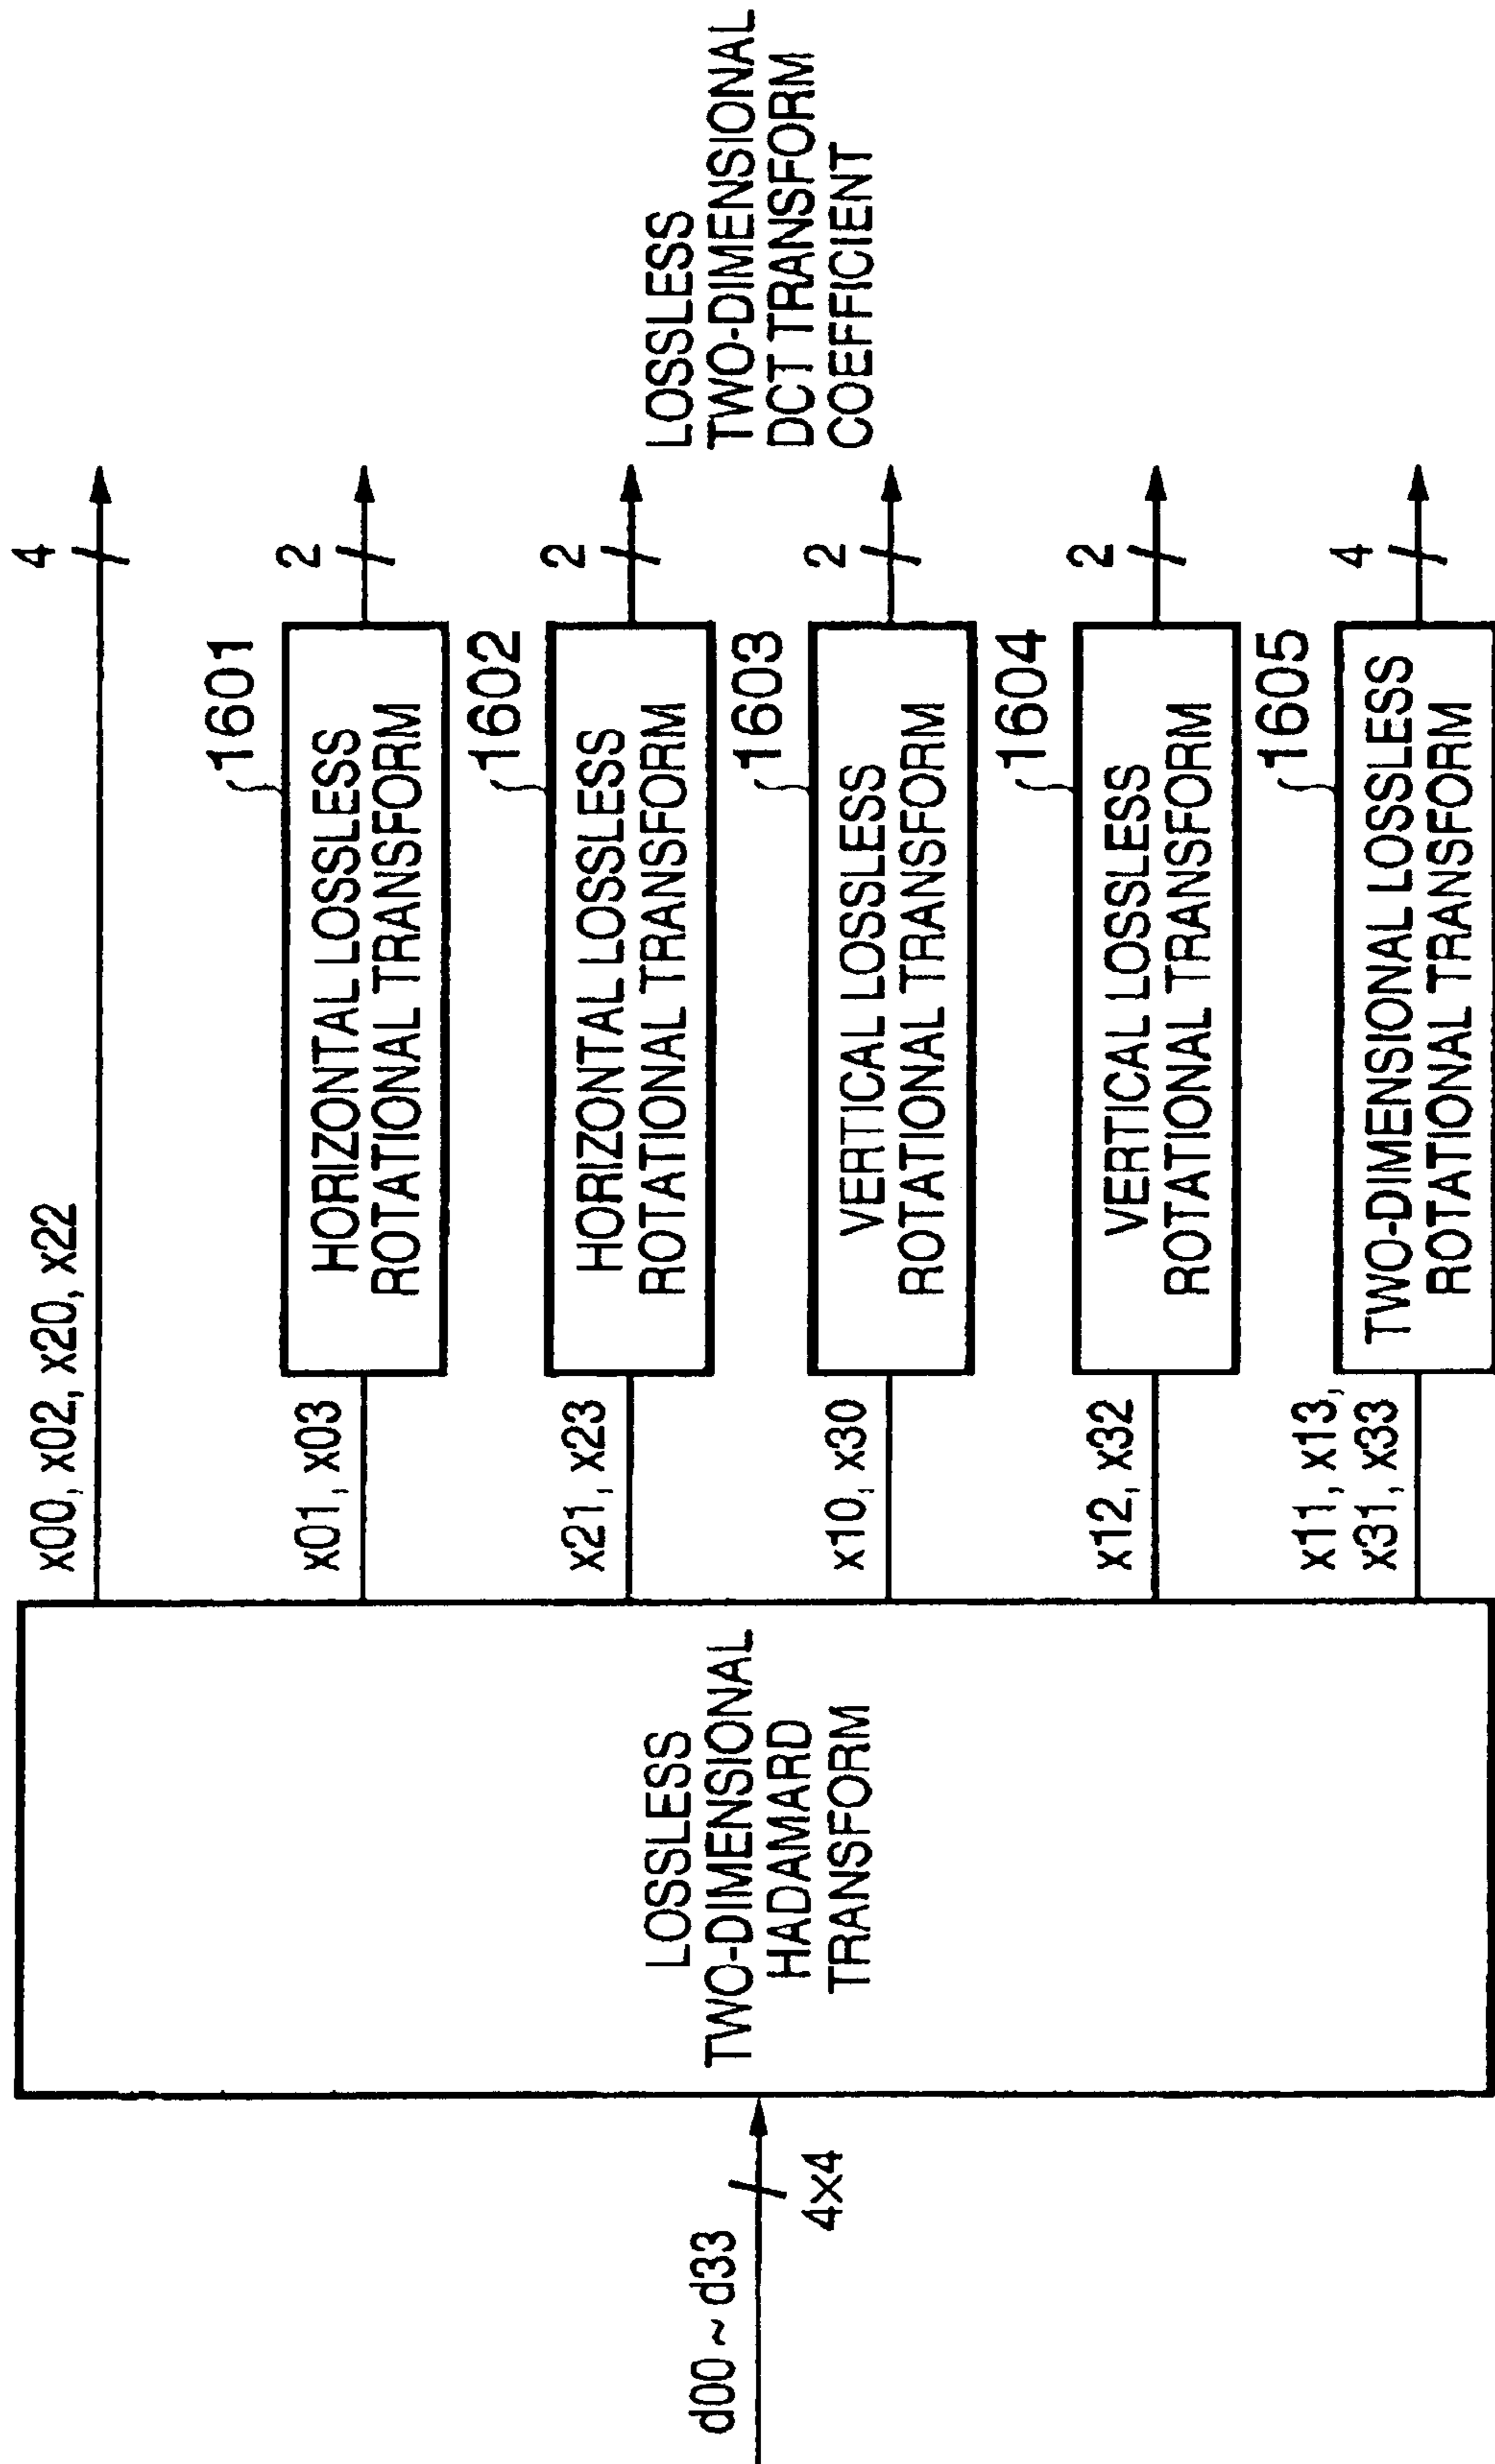 d00 ~ d33
4×4
LOSSLESS
TWO-DIMENSIONAL
HADAMARD
TRANSFORM
x00, x02, x20, x22
4
x01, x03
1601
HORIZONTAL LOSSLESS
ROTATIONAL TRANSFORM
2
x21, x23
1602
HORIZONTAL LOSSLESS
ROTATIONAL TRANSFORM
2
x10, x30
1603
VERTICAL LOSSLESS
ROTATIONAL TRANSFORM
2
x12, x32
1604
VERTICAL LOSSLESS
ROTATIONAL TRANSFORM
2
x11, x13,
x31, x33
1605
TWO-DIMENSIONAL LOSSLESS
ROTATIONAL TRANSFORM
4
LOSSLESS
TWO-DIMENSIONAL
DCT TRANSFORM
COEFFICIENT